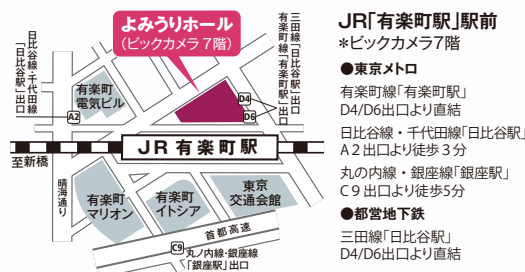 よみうりホール
（ビックカメラ７階）
日比谷線・千代田線
「日比谷駅」出口
三田線「日比谷駅」出口
有楽町線「有楽町駅」出口
有楽町
電気ビル
A2
D4
D6
JR有楽町駅
至新橋
晴海通り
有楽町
マリオン
有楽町
イトシア
東京
交通会館
首都高速
C9
丸ノ内線・銀座線
「銀座駅」出口
JR「有楽町駅」駅前
＊ビックカメラ7階
●東京メトロ
有楽町線「有楽町駅」
D4/D6出口より直結
日比谷線・千代田線「日比谷駅」
A２出口より徒歩３分
丸の内線・銀座線「銀座駅」
C９出口より徒歩5分
●都営地下鉄
三田線「日比谷駅」
D4/D6出口より直結